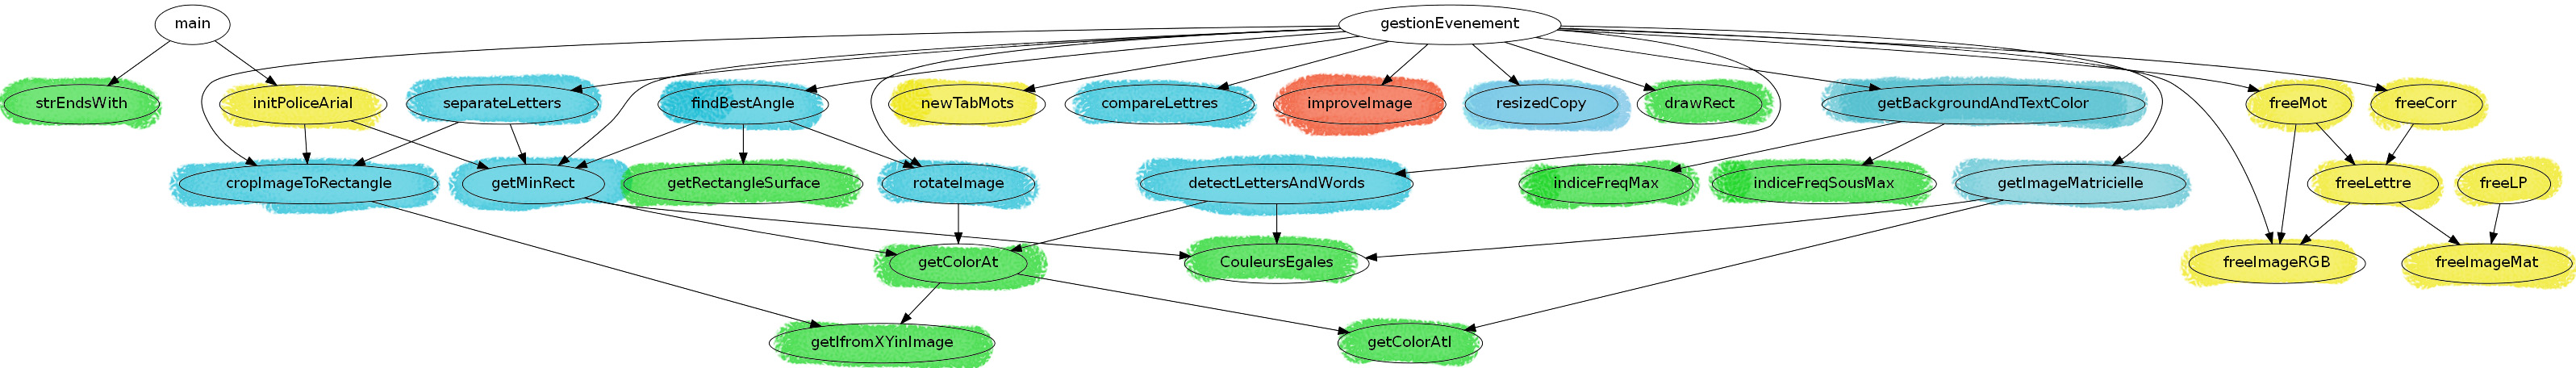 main
gestionEvenement
strEndsWith
initPoliceArial
separateLetters
findBestAngle
newTabMots
compareLettres
improveImage
resizedCopy
drawRect
getBackgroundAndTextColor
freeMot
freeCorr
cropImageToRectangle
getMinRect
getRectangleSurface
rotateImage
detectLettersAndWords
indiceFreqMax
indiceFreqSousMax
getImageMatricielle
freeLettre
freeLP
getColorAt
CouleursEgales
freeImageRGB
freeImageMat
getIfromXYinImage
getColorAtI